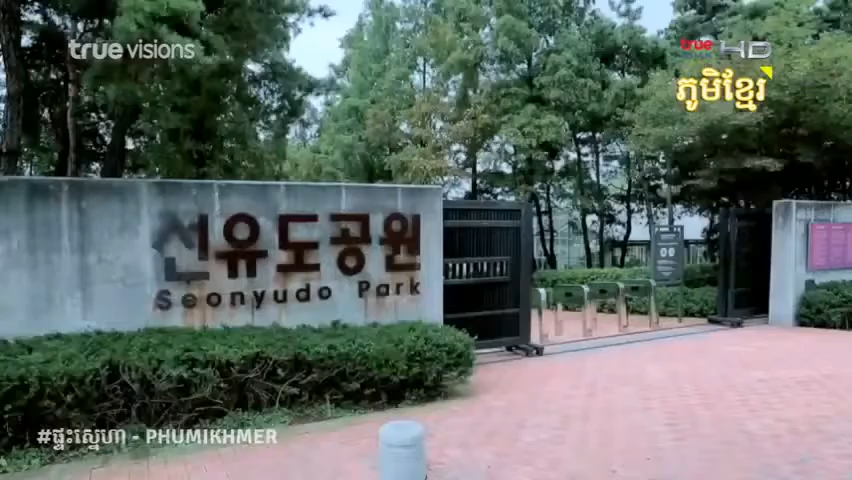 true visions
true HD
ភូមិខ្មែរ
선유도공원
Seonyudo Park
#ផ្ទះស្នេហា - PHUMIKHMER